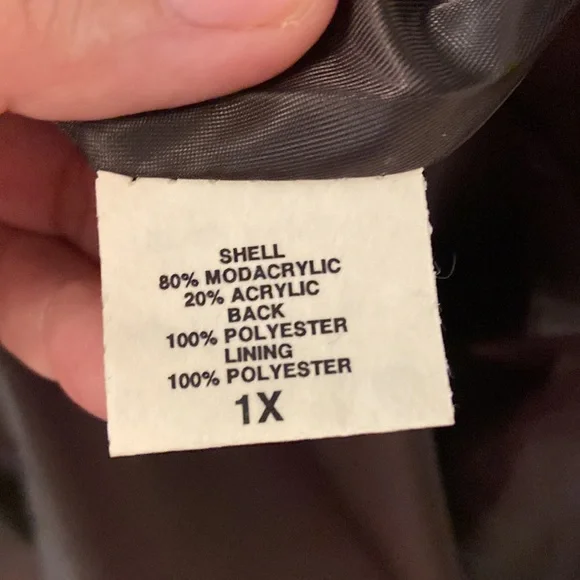 SHELL
80% MODACRYLIC
20% ACRYLIC
BACK
100% POLYESTER
LINING
100% POLYESTER
1X